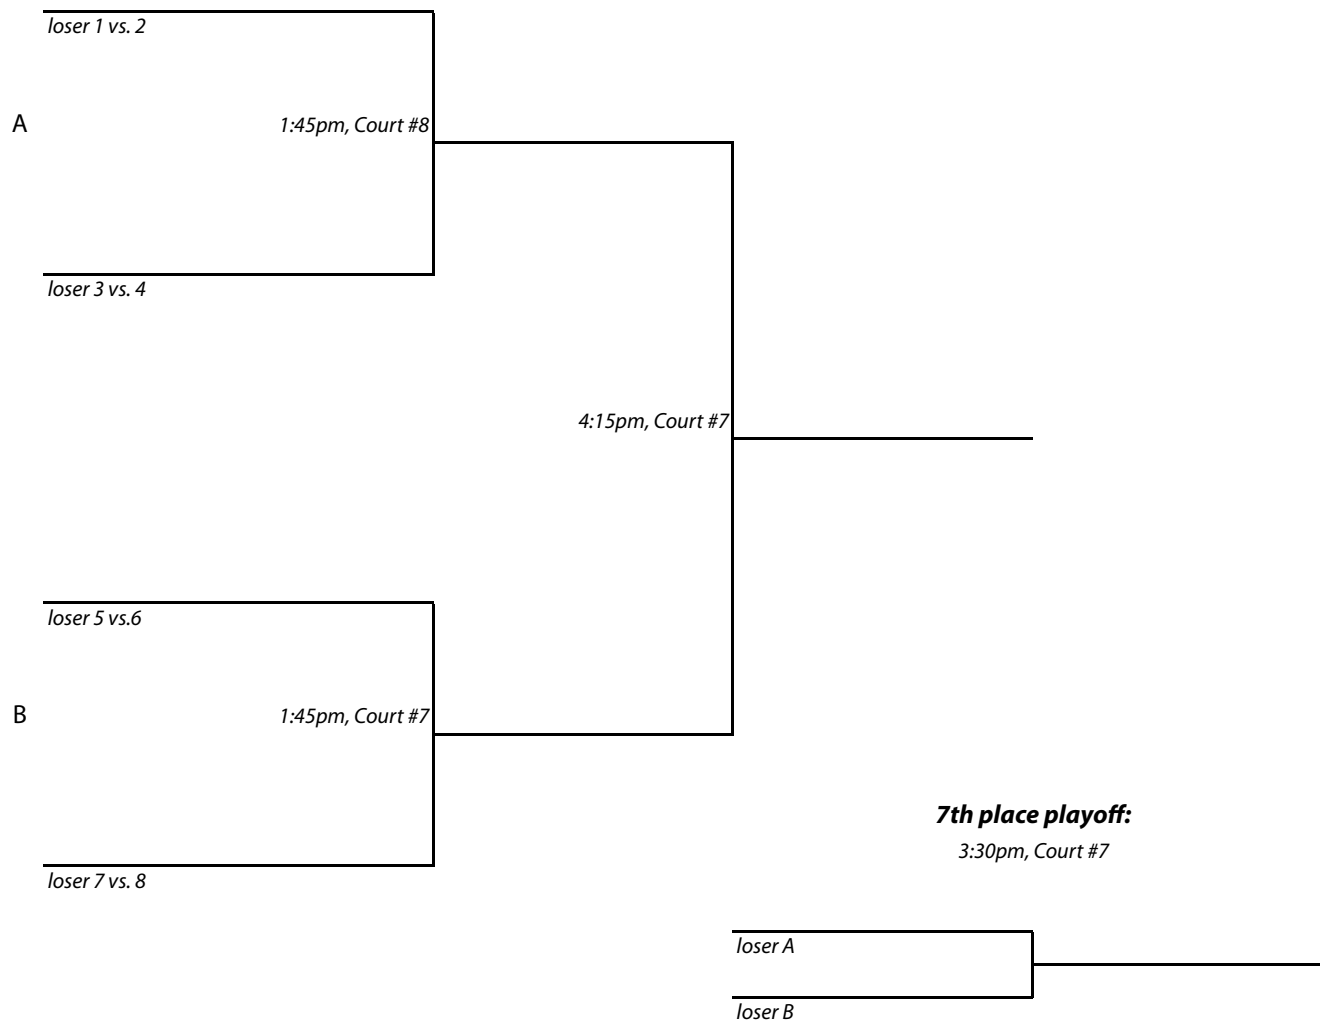 loser 1 vs. 2
A
1:45pm, Court #8
loser 3 vs. 4
4:15pm, Court #7
loser 5 vs.6
B
1:45pm, Court #7
loser 7 vs. 8
7th place playoff:
3:30pm, Court #7
loser A
loser B